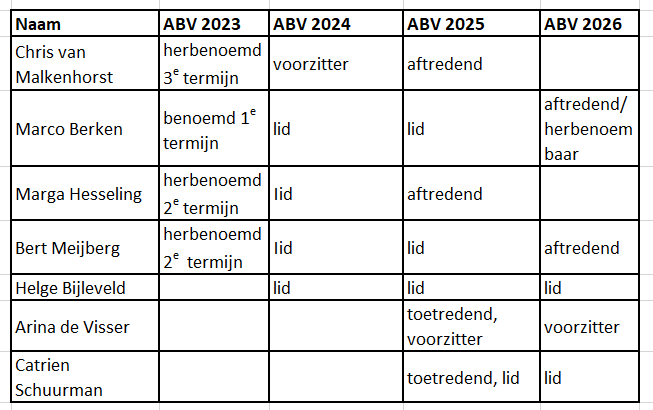 Naam ABV 2023 ABV 2024 ABV 2025 ABV 2026
Chris van Malkenhorst herbenoemd 3e termijn voorzitter aftredend
Marco Berken benoemd 1e termijn lid lid aftredend/ herbenoem baar
Marga Hesseling herbenoemd 2e termijn Iid aftredend
Bert Meijberg herbenoemd 2e termijn Iid lid aftredend
Helge Bijleveld lid lid lid
Arina de Visser toetredend, voorzitter voorzitter
Catrien Schuurman toetredend, lid lid